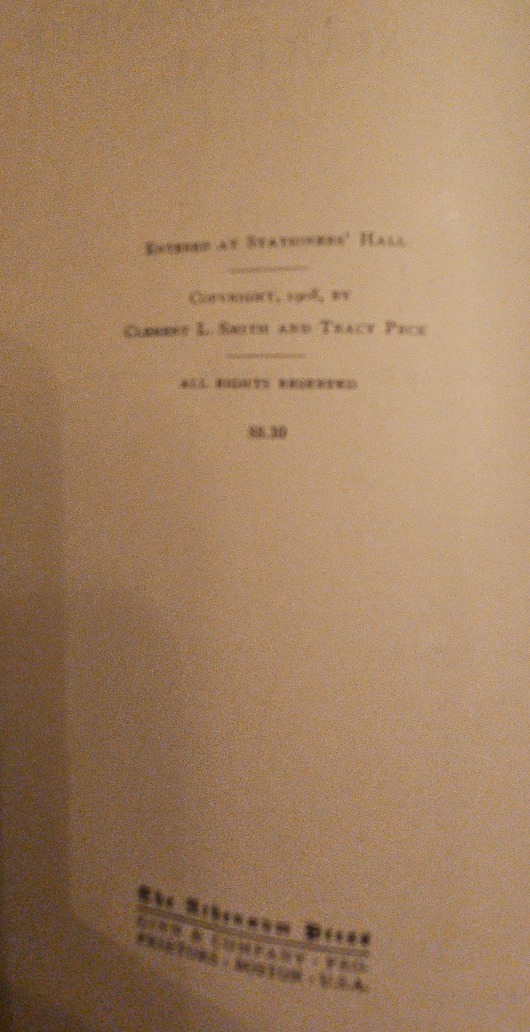 Entered at Stationers' Hall
Copyright, 1908, by
Clement L. Smith and Tracy Peck
ALL RIGHTS RESERVED
The Athenæum Press
GINN & COMPANY · PRO-
PRIETORS · BOSTON · U.S.A.